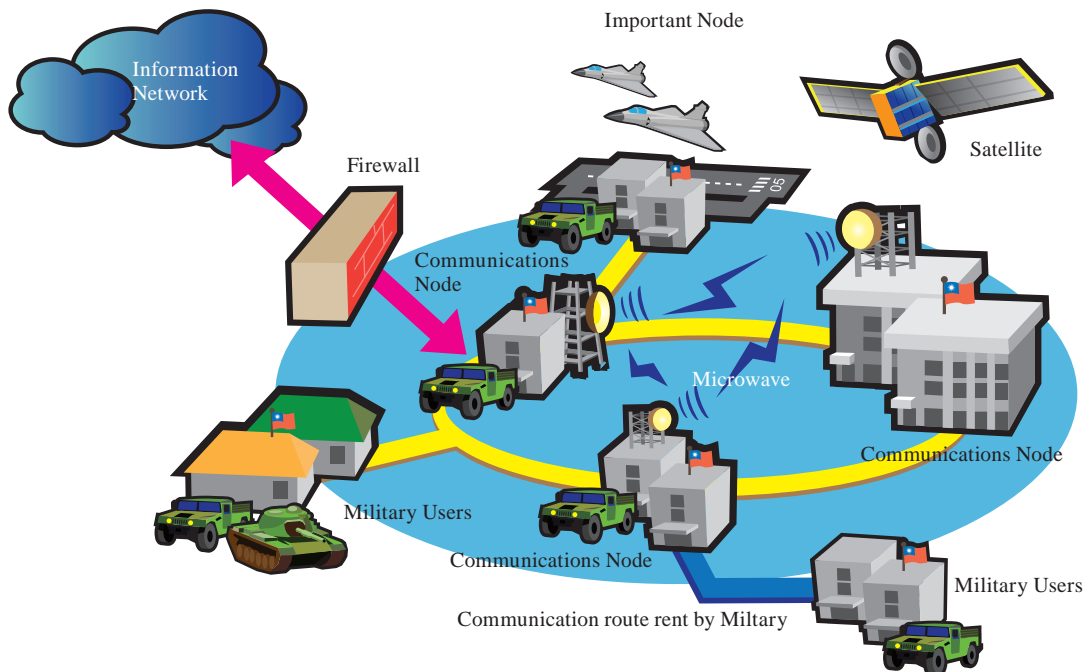 Important Node
Information
Network
Satellite
Firewall
05
Communications
Node
Microwave
Communications Node
Military Users
Communications Node
Military Users
Communication route rent by Miltary